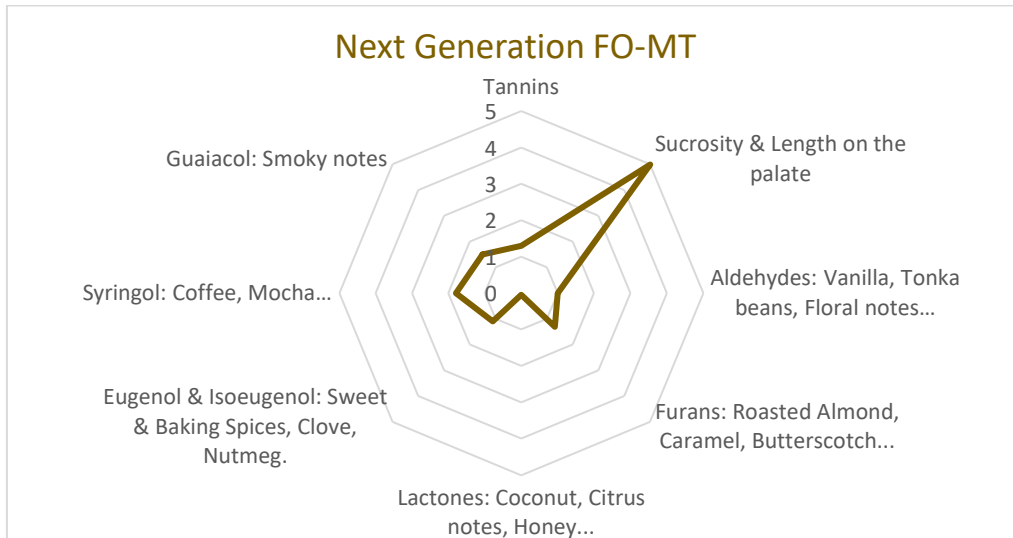 Next Generation FO-MT
Tannins
5
4
3
2
1
0
Sucrosity & Length on the
palate
Guaiacol: Smoky notes
Aldehydes: Vanilla, Tonka
beans, Floral notes...
Syringol: Coffee, Mocha...
Furans: Roasted Almond,
Caramel, Butterscotch...
Eugenol & Isoeugenol: Sweet
& Baking Spices, Clove,
Nutmeg.
Lactones: Coconut, Citrus
notes, Honey...